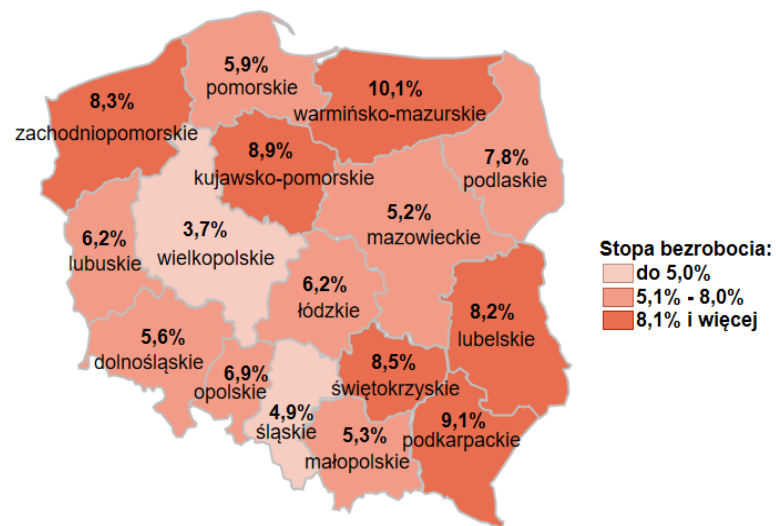 5,9%
pomorskie
10,1%
warmińsko-mazurskie
8,3%
zachodniopomorskie
8,9%
kujawsko-pomorskie
7,8%
podlaskie
5,2%
mazowieckie
3,7%
wielkopolskie
6,2%
lubuskie
6,2%
łódzkie
Stopa bezrobocia:
do 5,0%
5,1% - 8,0%
8,1% i więcej
8,2%
lubelskie
5,6%
dolnośląskie
6,9%
opolskie
8,5%
świętokrzyskie
4,9%
śląskie
5,3%
małopolskie
9,1%
podkarpackie